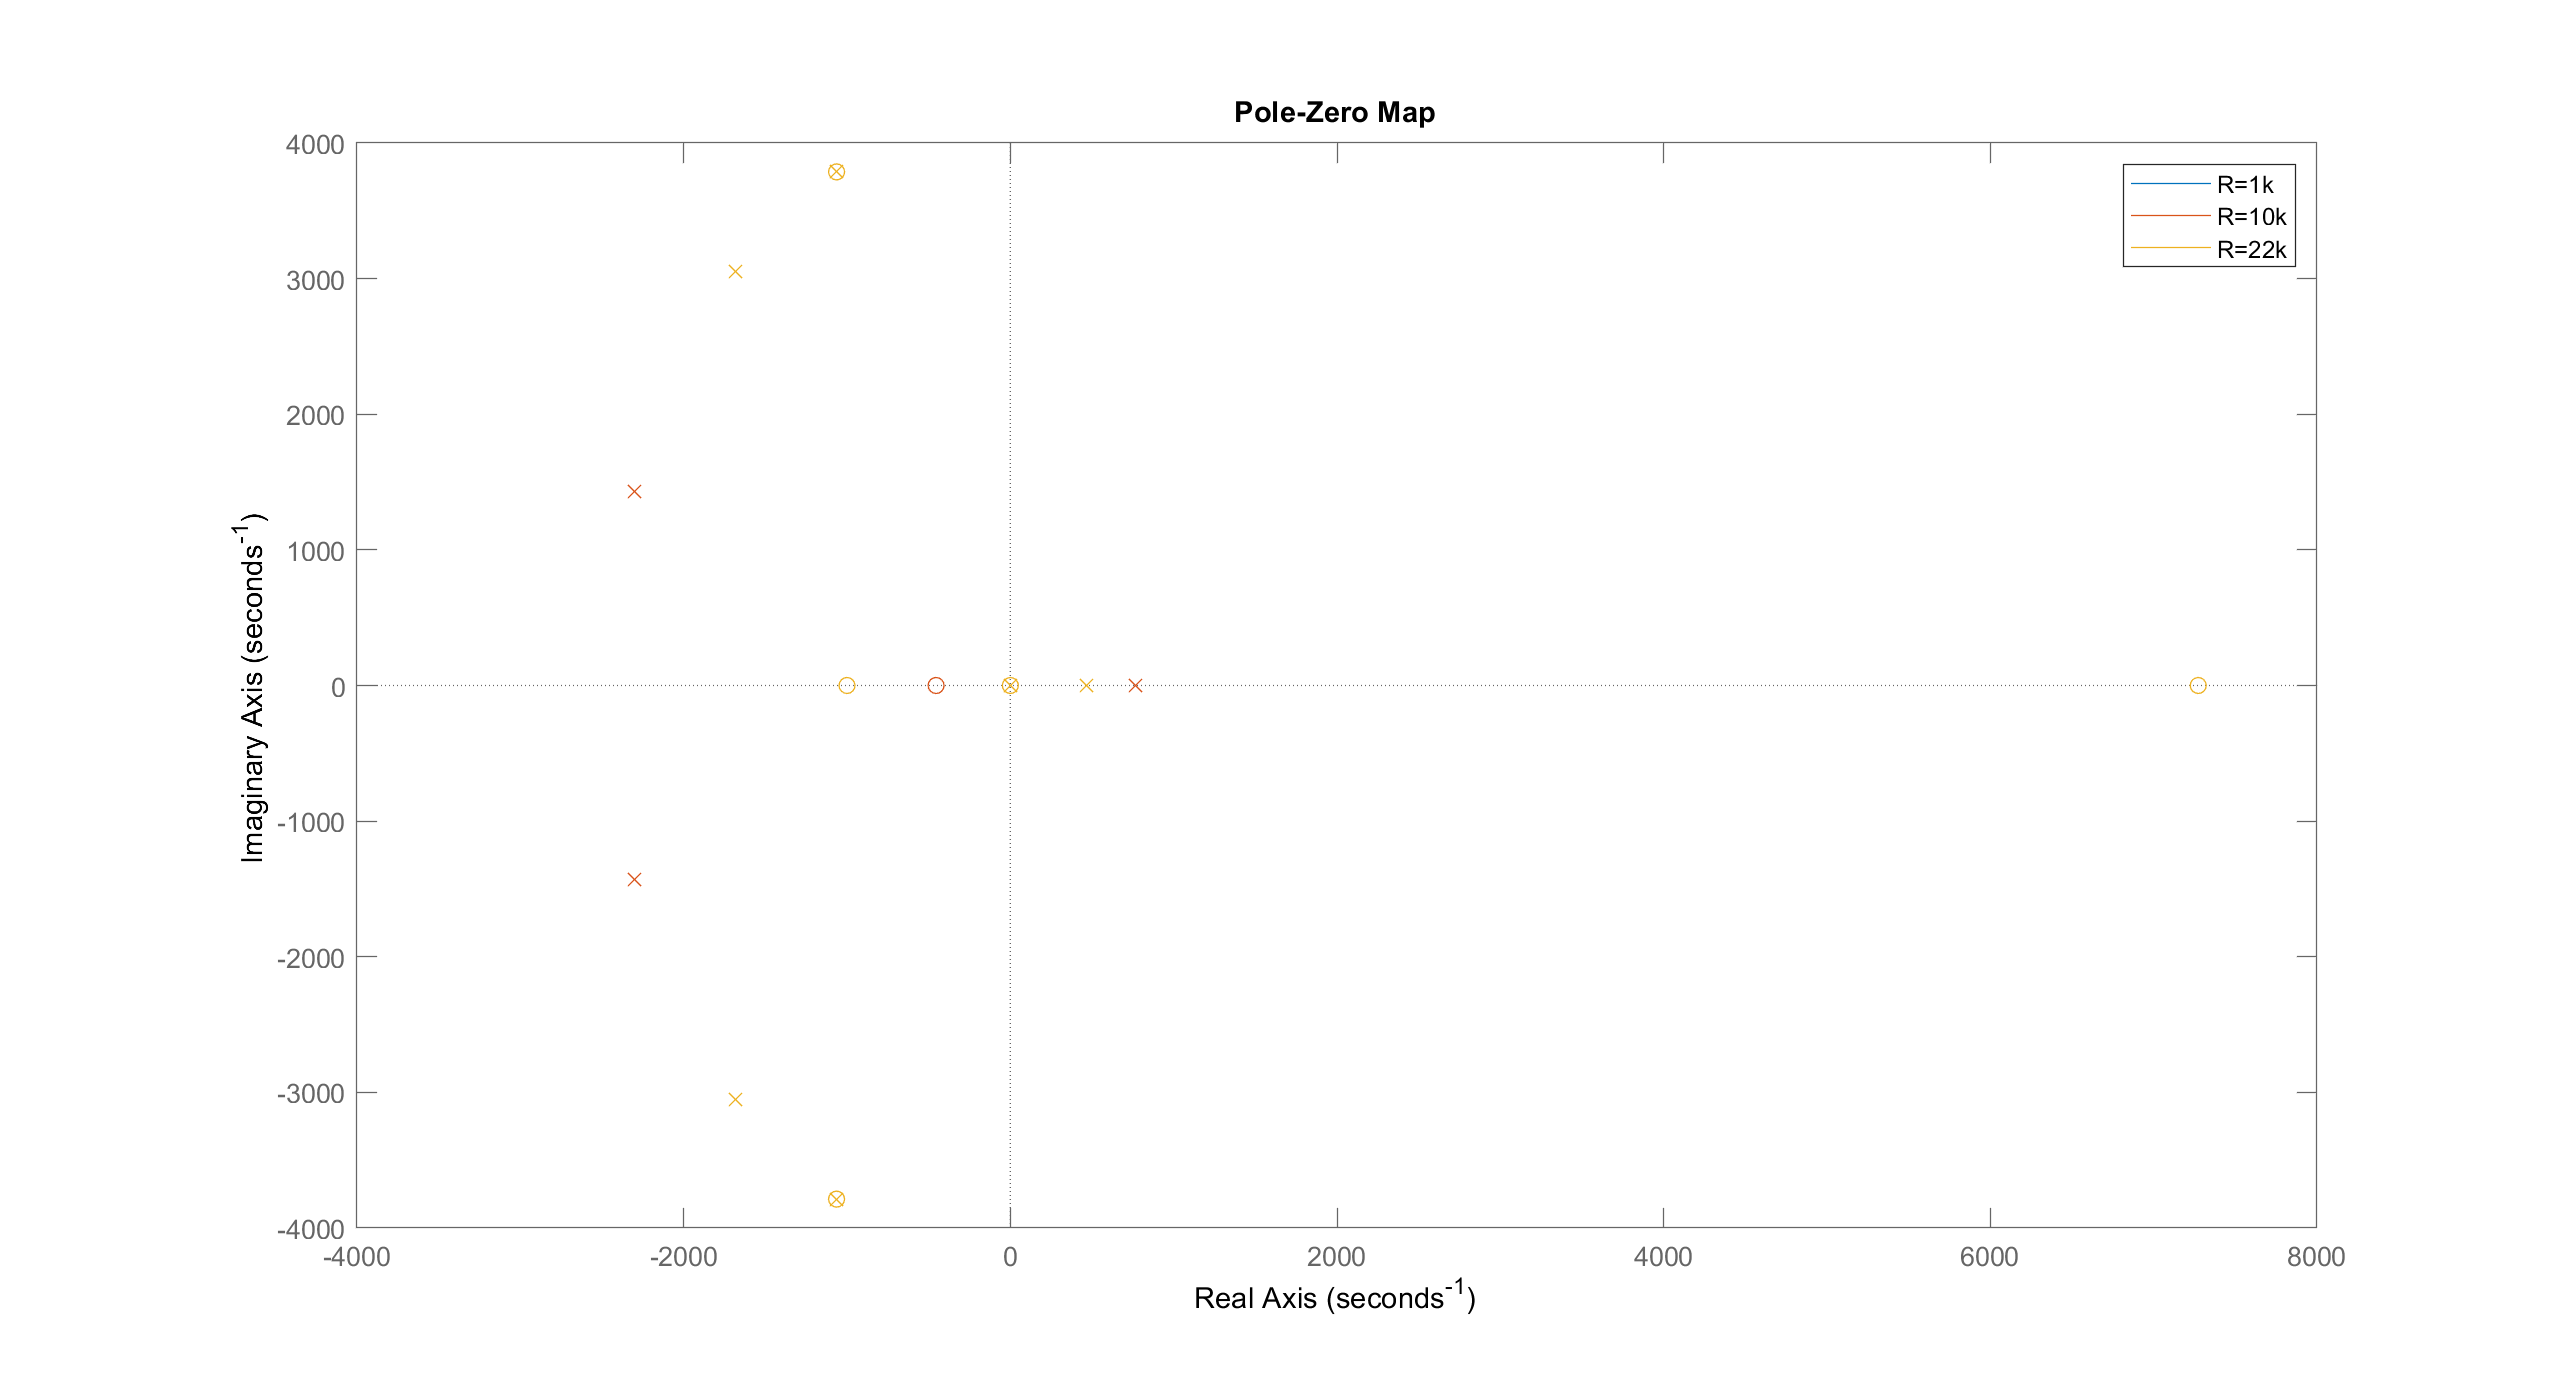 Pole-Zero Map
4000
3000
2000
1000
0
-1000
-2000
-3000
-4000
Imaginary Axis (seconds⁻¹)
-4000 -2000 0 2000 4000 6000 8000
Real Axis (seconds⁻¹)
R=1k
R=10k
R=22k